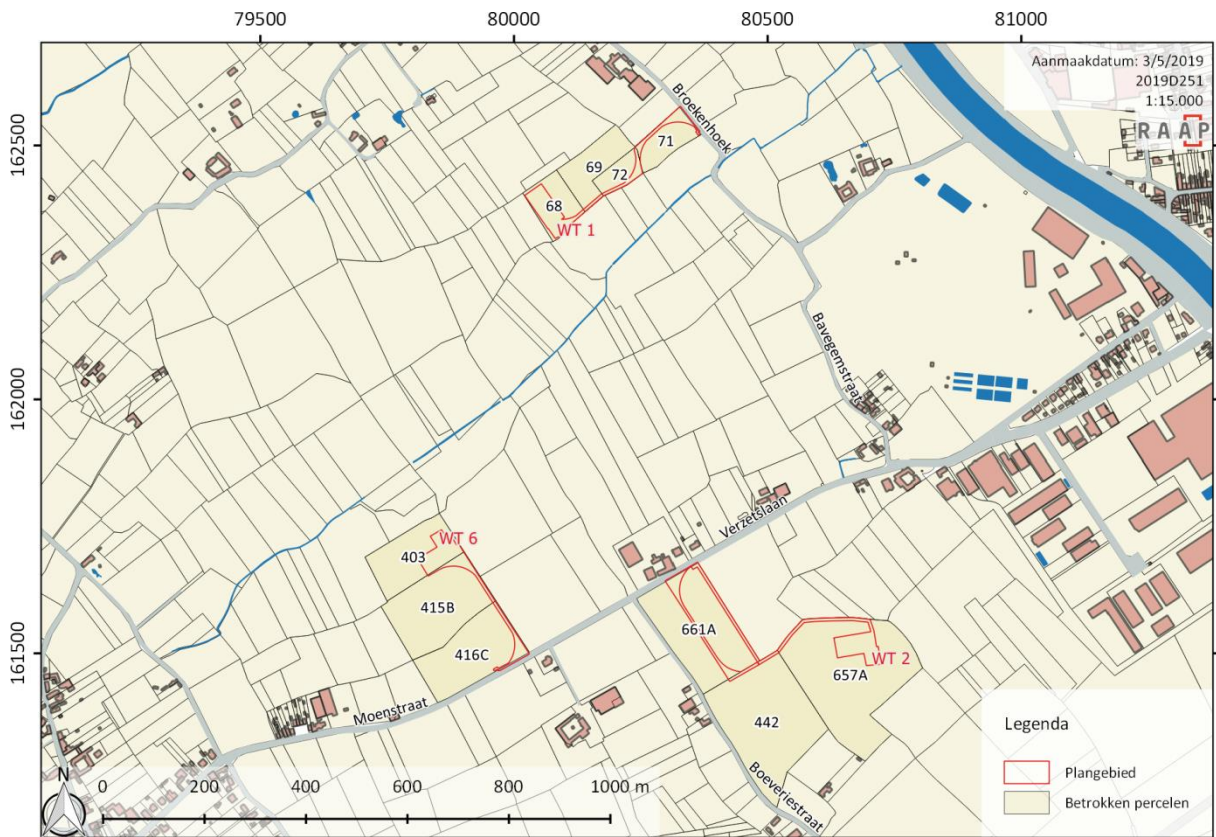 79500 80000 80500 81000
Aanmaakdatum: 3/5/2019
2019D251
1:15.000
RAAP
162500
162000
161500
Broekenhoek
71
69
72
68
WT 1
Bavegemstraat
Verzetslaan
WT 6
403
415B
416C
661A
WT 2
657A
442
Moenstraat
Boeveriestraat
Legenda
Plangebied
Betrokken percelen
N
0 200 400 600 800 1000 m